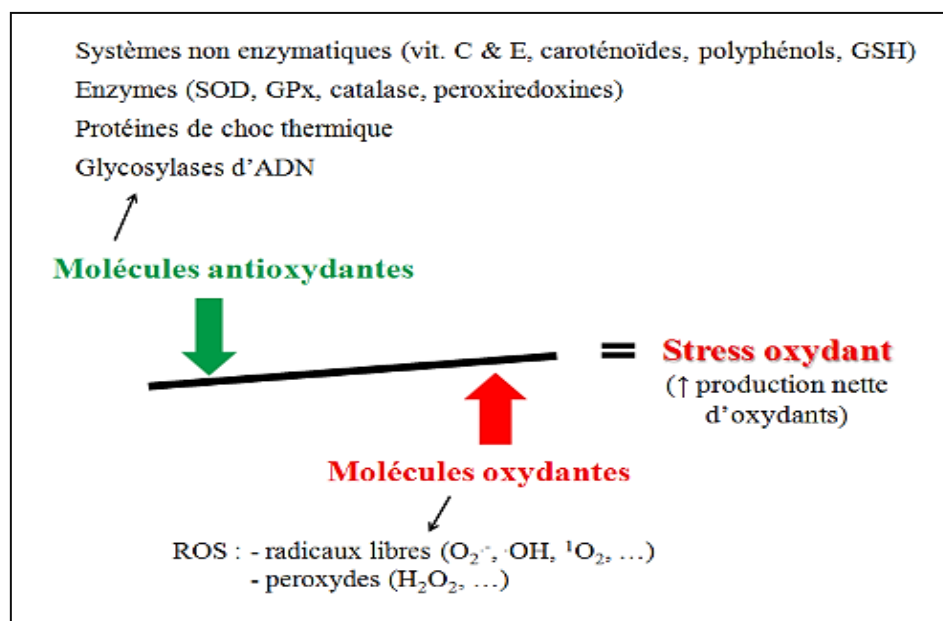 Systèmes non enzymatiques (vit. C & E, caroténoïdes, polyphénols, GSH)
Enzymes (SOD, GPx, catalase, peroxiredoxines)
Protéines de choc thermique
Glycosylases d’ADN
Molécules antioxydantes
= Stress oxydant
(↑ production nette
d’oxydants)
Molécules oxydantes
ROS : - radicaux libres (O₂·⁻, ·OH, ¹O₂, …)
- peroxydes (H₂O₂, …)